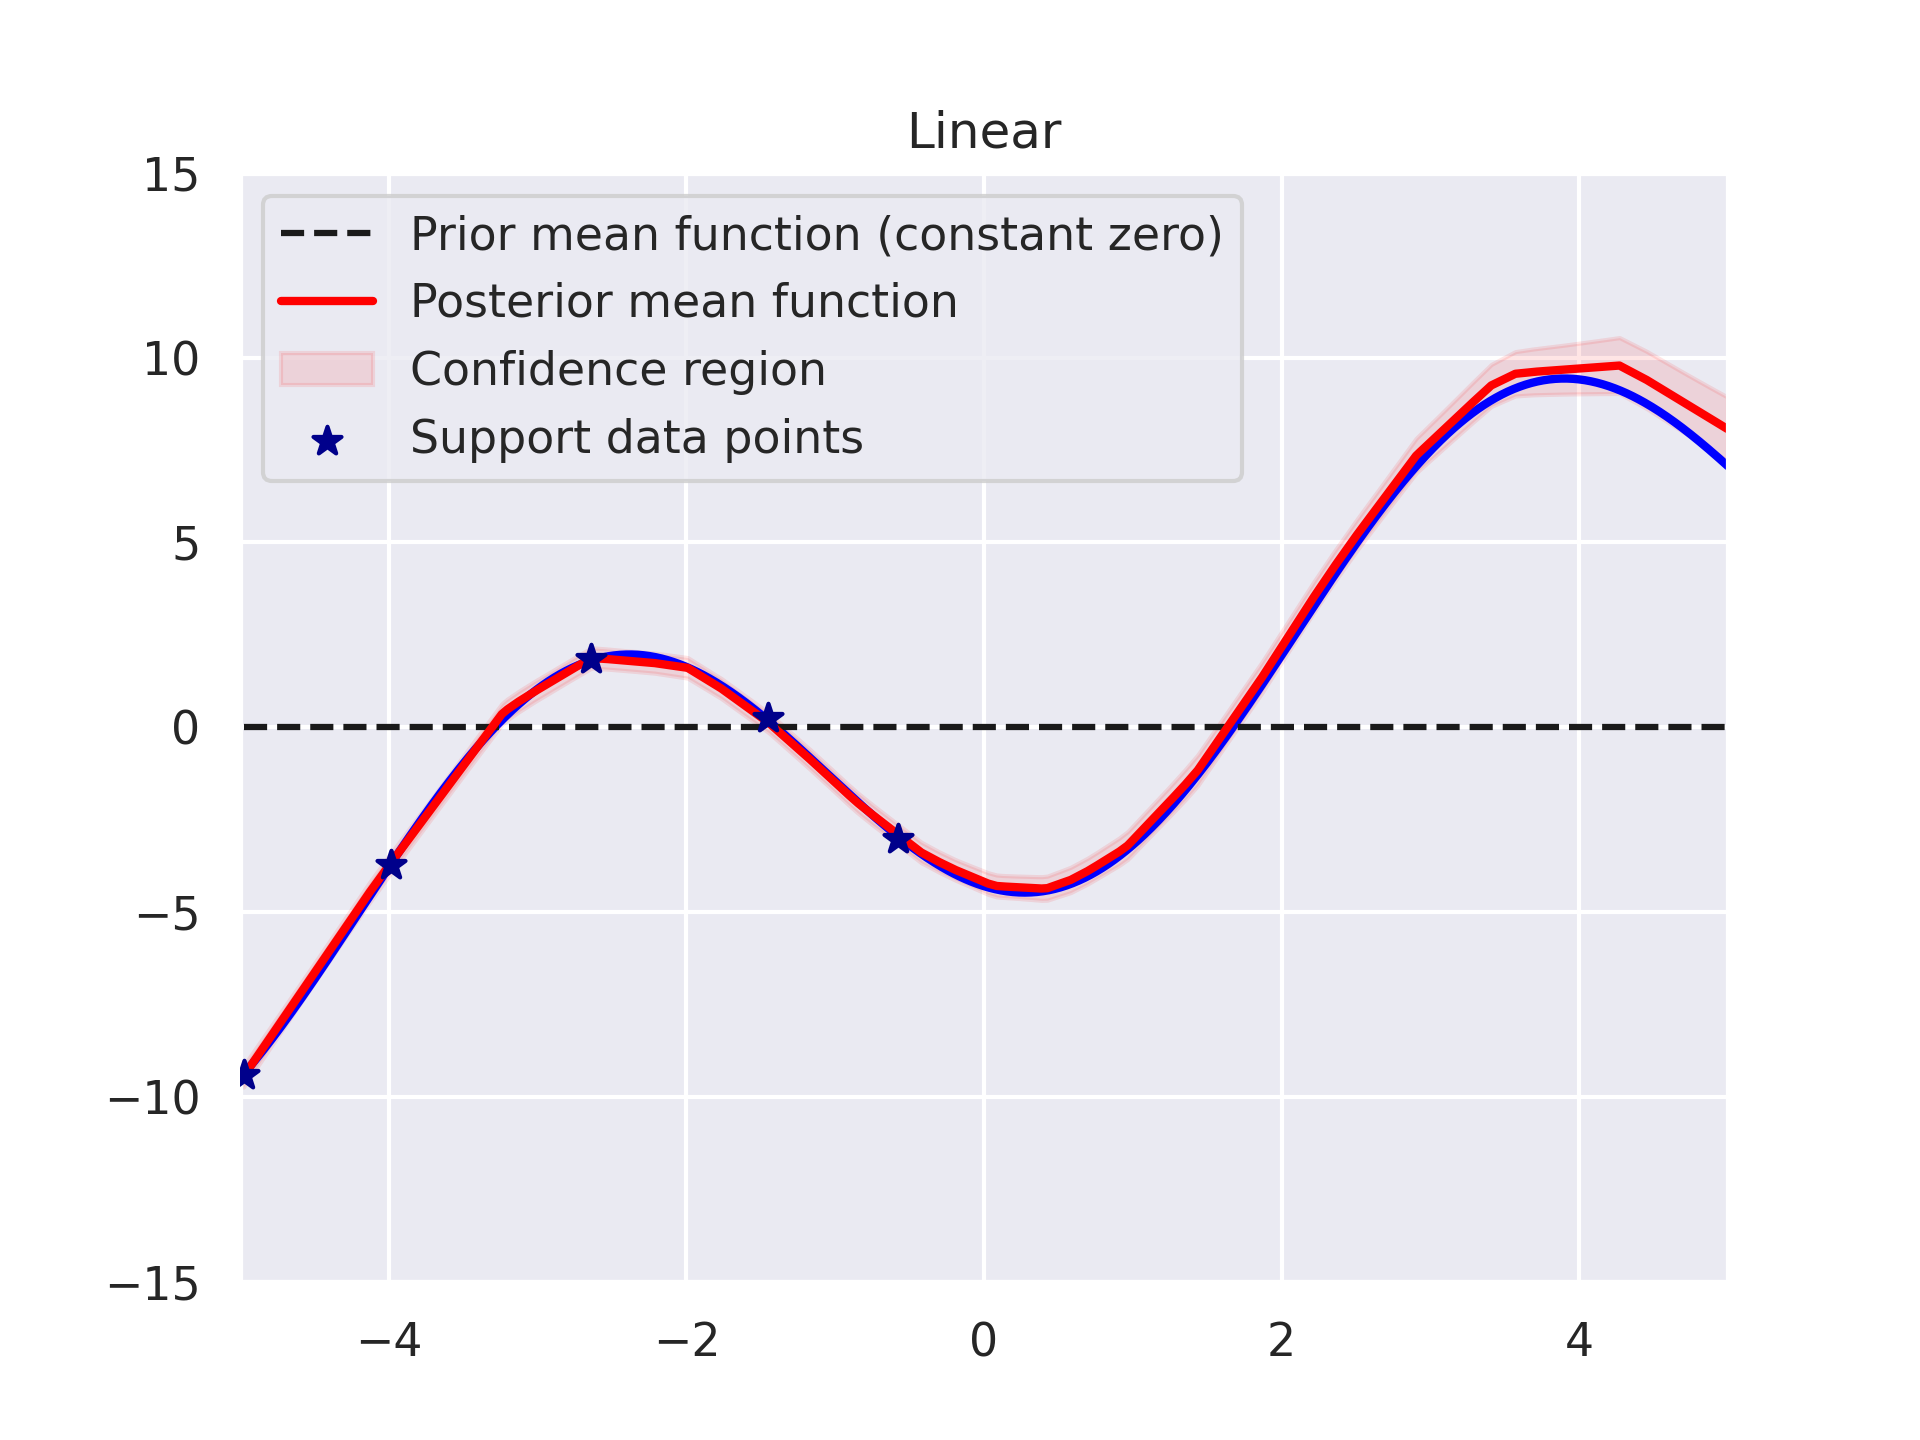 Linear
15
10
5
0
−5
−10
−15
Prior mean function (constant zero)
Posterior mean function
Confidence region
Support data points
−4
−2
0
2
4